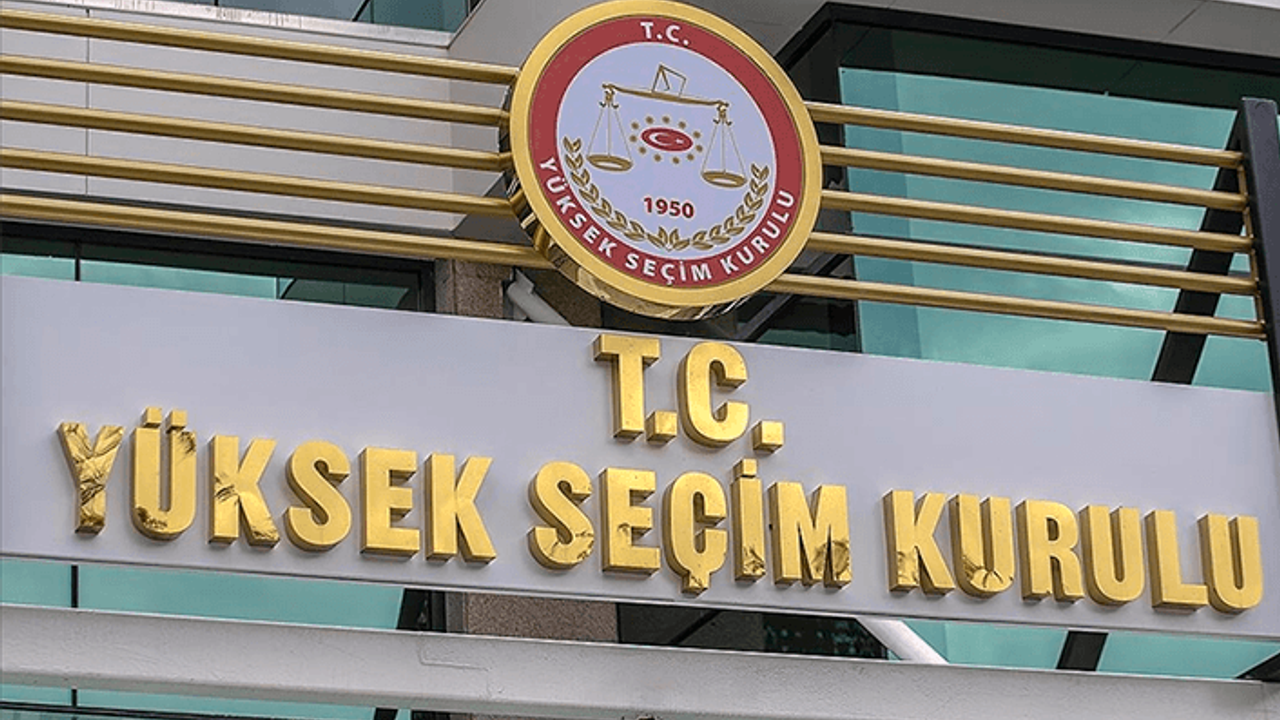 T.C.
1950
YÜKSEK SEÇİM KURULU
T.C.
YÜKSEK SEÇİM KURULU